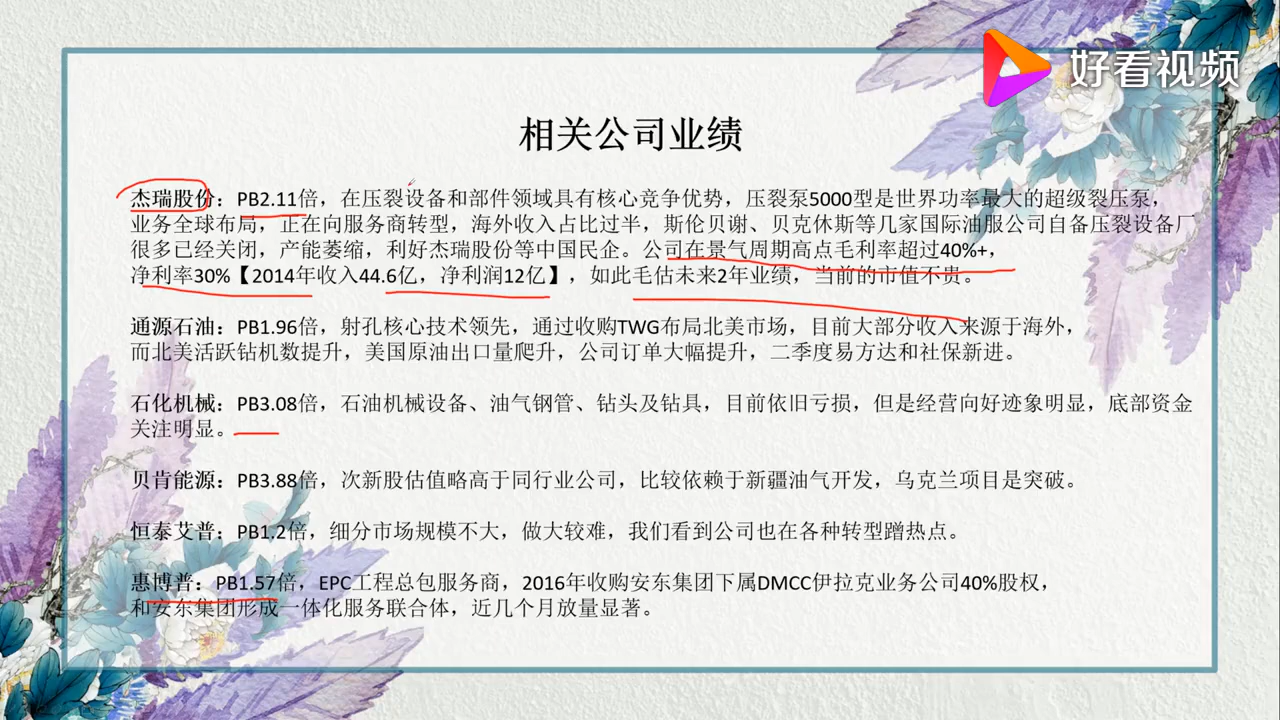 好看视频
相关公司业绩
杰瑞股份：PB2.11倍，在压裂设备和部件领域具有核心竞争优势，压裂泵5000型是世界功率最大的超级裂压泵，
业务全球布局，正在向服务商转型，海外收入占比过半，斯伦贝谢、贝克休斯等几家国际油服公司自备压裂设备厂
很多已经关闭，产能萎缩，利好杰瑞股份等中国民企。公司在景气周期高点毛利率超过40%+，
净利率30%【2014年收入44.6亿，净利润12亿】，如此毛估未来2年业绩，当前的市值不贵。
通源石油：PB1.96倍，射孔核心技术领先，通过收购TWG布局北美市场，目前大部分收入来源于海外，
而北美活跃钻机数提升，美国原油出口量爬升，公司订单大幅提升，二季度易方达和社保新进。
石化机械：PB3.08倍，石油机械设备、油气钢管、钻头及钻具，目前依旧亏损，但是经营向好迹象明显，底部资金
关注明显。
贝肯能源：PB3.88倍，次新股估值略高于同行业公司，比较依赖于新疆油气开发，乌克兰项目是突破。
恒泰艾普：PB1.2倍，细分市场规模不大，做大较难，我们看到公司也在各种转型蹭热点。
惠博普：PB1.57倍，EPC工程总包服务商，2016年收购安东集团下属DMCC伊拉克业务公司40%股权，
和安东集团形成一体化服务联合体，近几个月放量显著。